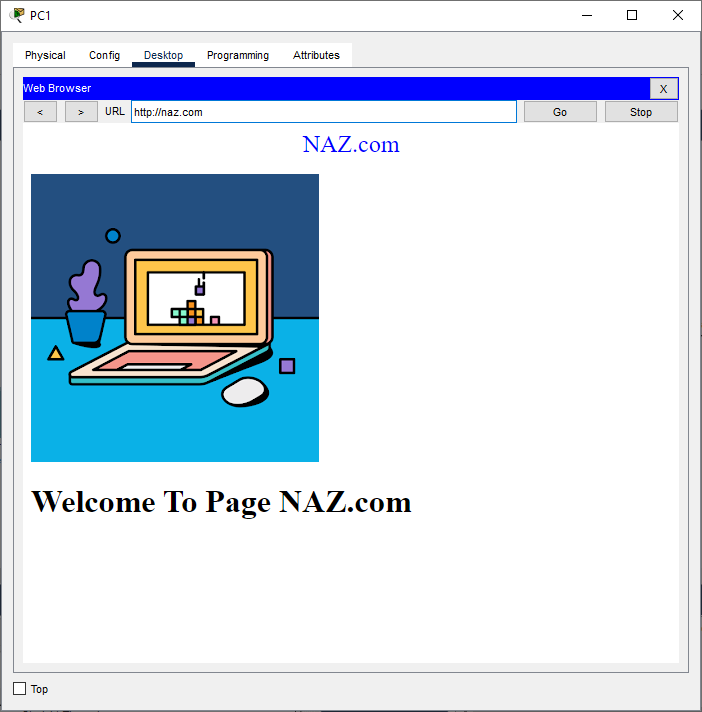 PC1
Physical Config Desktop Programming Attributes
Web Browser X
< > URL http://naz.com Go Stop
NAZ.com
Welcome To Page NAZ.com
Top